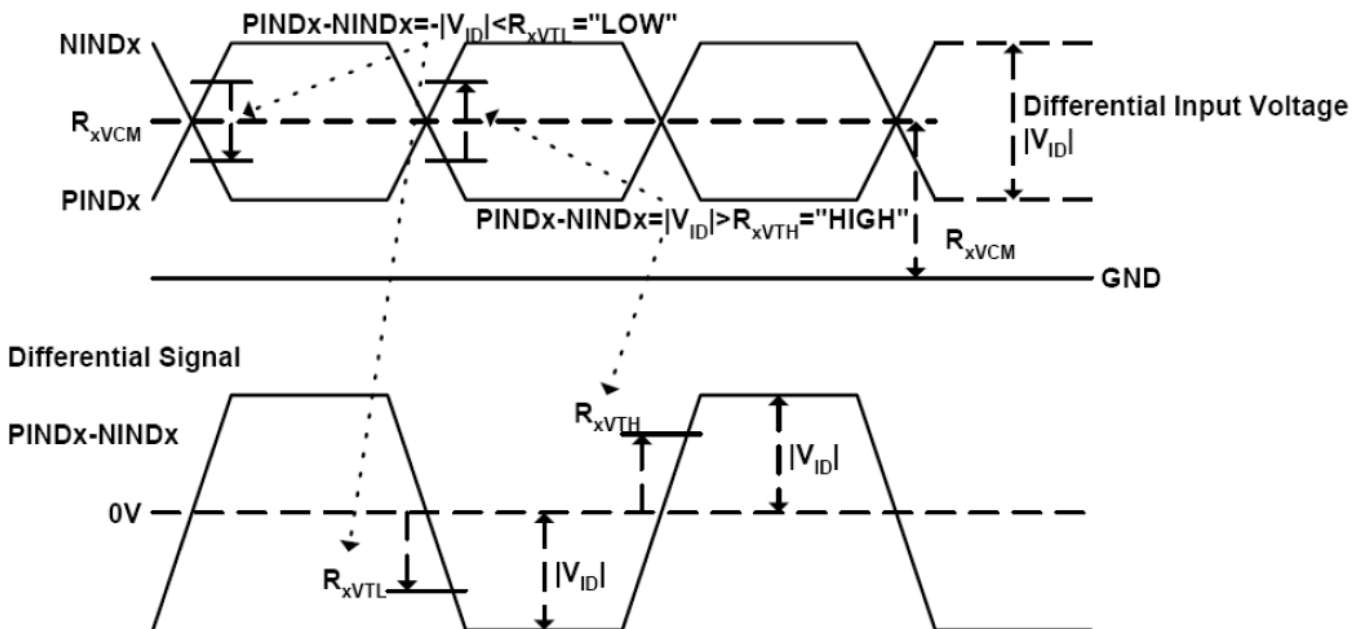 PINDx-NINDx=-|VID|<RxVTL="LOW"
NINDx
RxVCM
Differential Input Voltage
|VID|
PINDx
PINDx-NINDx=|VID|>RxVTH="HIGH"
RxVCM
GND
Differential Signal
RxVTH
PINDx-NINDx
|VID|
0V
RxVTL
|VID|